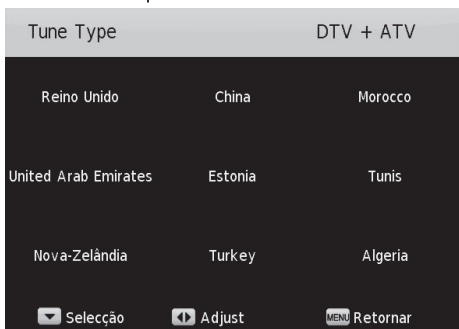 Tune Type DTV + ATV
Reino Unido China Morocco
United Arab Emirates Estonia Tunis
Nova-Zelândia Turkey Algeria
Selecção Adjust MENU Retornar